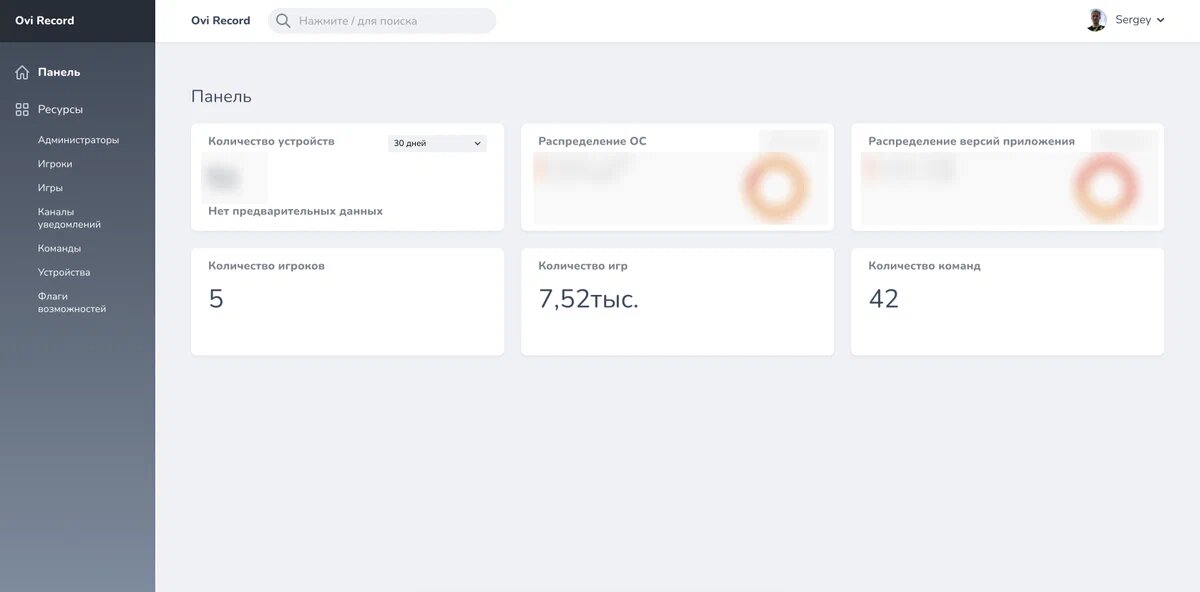 Ovi Record
Ovi Record
Нажмите / для поиска
Sergey
Панель
Ресурсы
Администраторы
Игроки
Игры
Каналы
уведомлений
Команды
Устройства
Флаги
возможностей
Панель
Количество устройств
30 дней
Нет предварительных данных
Распределение ОС
Распределение версий приложения
Количество игроков
5
Количество игр
7,52тыс.
Количество команд
42